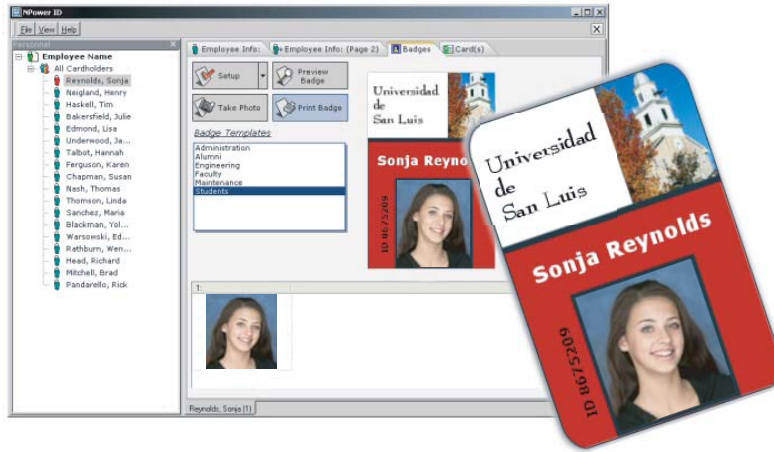 NPower ID
File View Help
Personnel
Employee Name
All Cardholders
Reynolds, Sonja
Neigland, Henry
Haskell, Tim
Bakersfield, Julie
Edmond, Lisa
Underwood, Ja...
Talbot, Hannah
Ferguson, Karen
Chapman, Susan
Nash, Thomas
Thomson, Linda
Sanchez, Maria
Blackman, Yol...
Warsowski, Ed...
Rathburn, Wen...
Head, Richard
Mitchell, Brad
Pandarello, Rick
Employee Info: Employee Info: (Page 2) Badges Card(s)
Setup
Preview Badge
Take Photo
Print Badge
Badge Templates
Administration
Alumni
Engineering
Faculty
Maintenance
Students
Universidad
de
San Luis
Sonja Reyno
ID 8675209
1:
Reynolds, Sonja (1)
Universidad
de
San Luis
Sonja Reynolds
ID 8675209